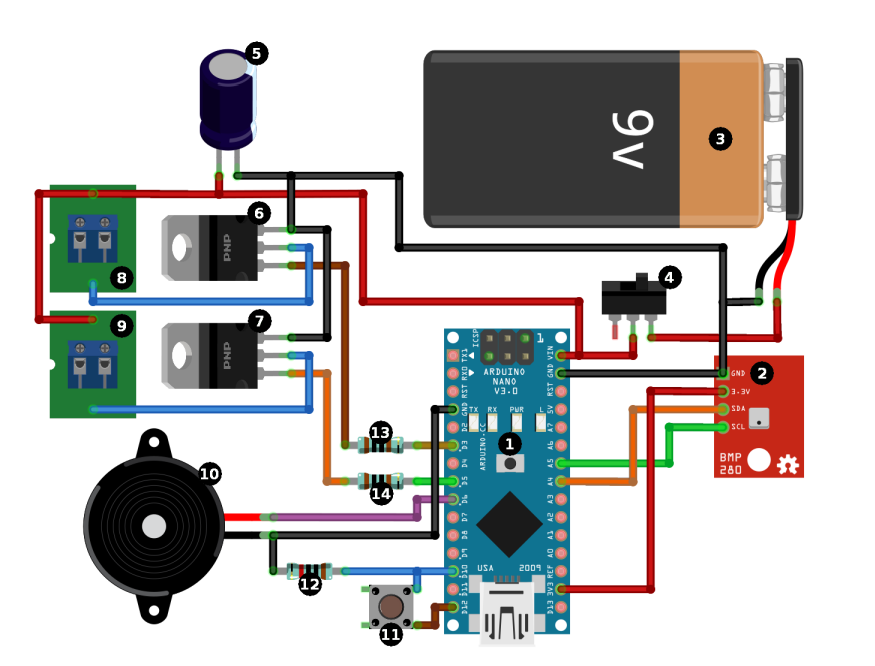 5
9v
3
6
PNP
8
4
9
7
PNP
ICSP
1
ARDUINO
NANO
V3.0
TX1
RX0
RST
GND
D2
D3
D4
D5
D6
D7
D8
D9
D10
D11
D12
VIN
GND
RST
5V
A7
A6
A5
A4
A3
A2
A1
A0
REF
3V3
D13
TX
RX
PWR
L
ARDUINO.CC
1
USA
2009
GND
2
3.3V
SDA
SCL
BMP
280
13
14
10
12
11